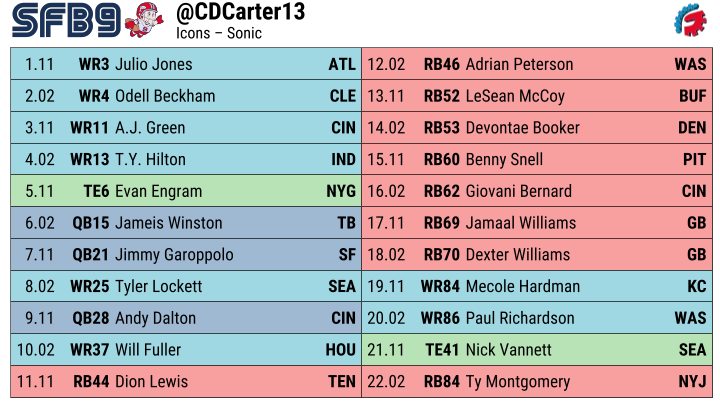 SFB9
@CDCarter13
Icons – Sonic
1.11 WR3 Julio Jones ATL
2.02 WR4 Odell Beckham CLE
3.11 WR11 A.J. Green CIN
4.02 WR13 T.Y. Hilton IND
5.11 TE6 Evan Engram NYG
6.02 QB15 Jameis Winston TB
7.11 QB21 Jimmy Garoppolo SF
8.02 WR25 Tyler Lockett SEA
9.11 QB28 Andy Dalton CIN
10.02 WR37 Will Fuller HOU
11.11 RB44 Dion Lewis TEN
12.02 RB46 Adrian Peterson WAS
13.11 RB52 LeSean McCoy BUF
14.02 RB53 Devontae Booker DEN
15.11 RB60 Benny Snell PIT
16.02 RB62 Giovani Bernard CIN
17.11 RB69 Jamaal Williams GB
18.02 RB70 Dexter Williams GB
19.11 WR84 Mecole Hardman KC
20.02 WR86 Paul Richardson WAS
21.11 TE41 Nick Vannett SEA
22.02 RB84 Ty Montgomery NYJ